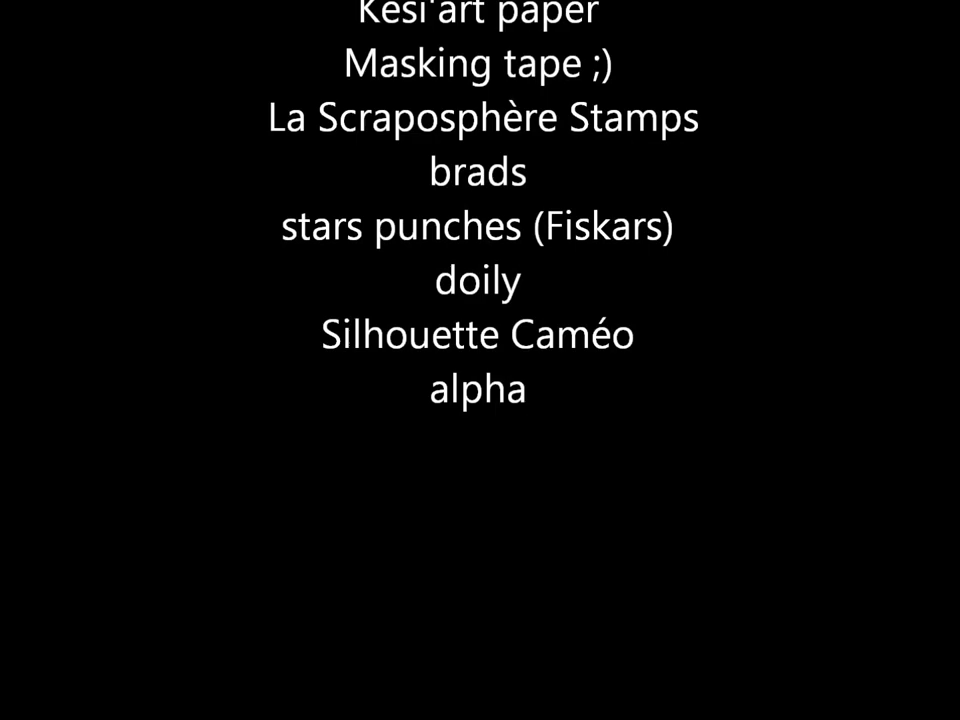 Kesi'art paper
Masking tape ;)
La Scraposphère Stamps
brads
stars punches (Fiskars)
doily
Silhouette Caméo
alpha